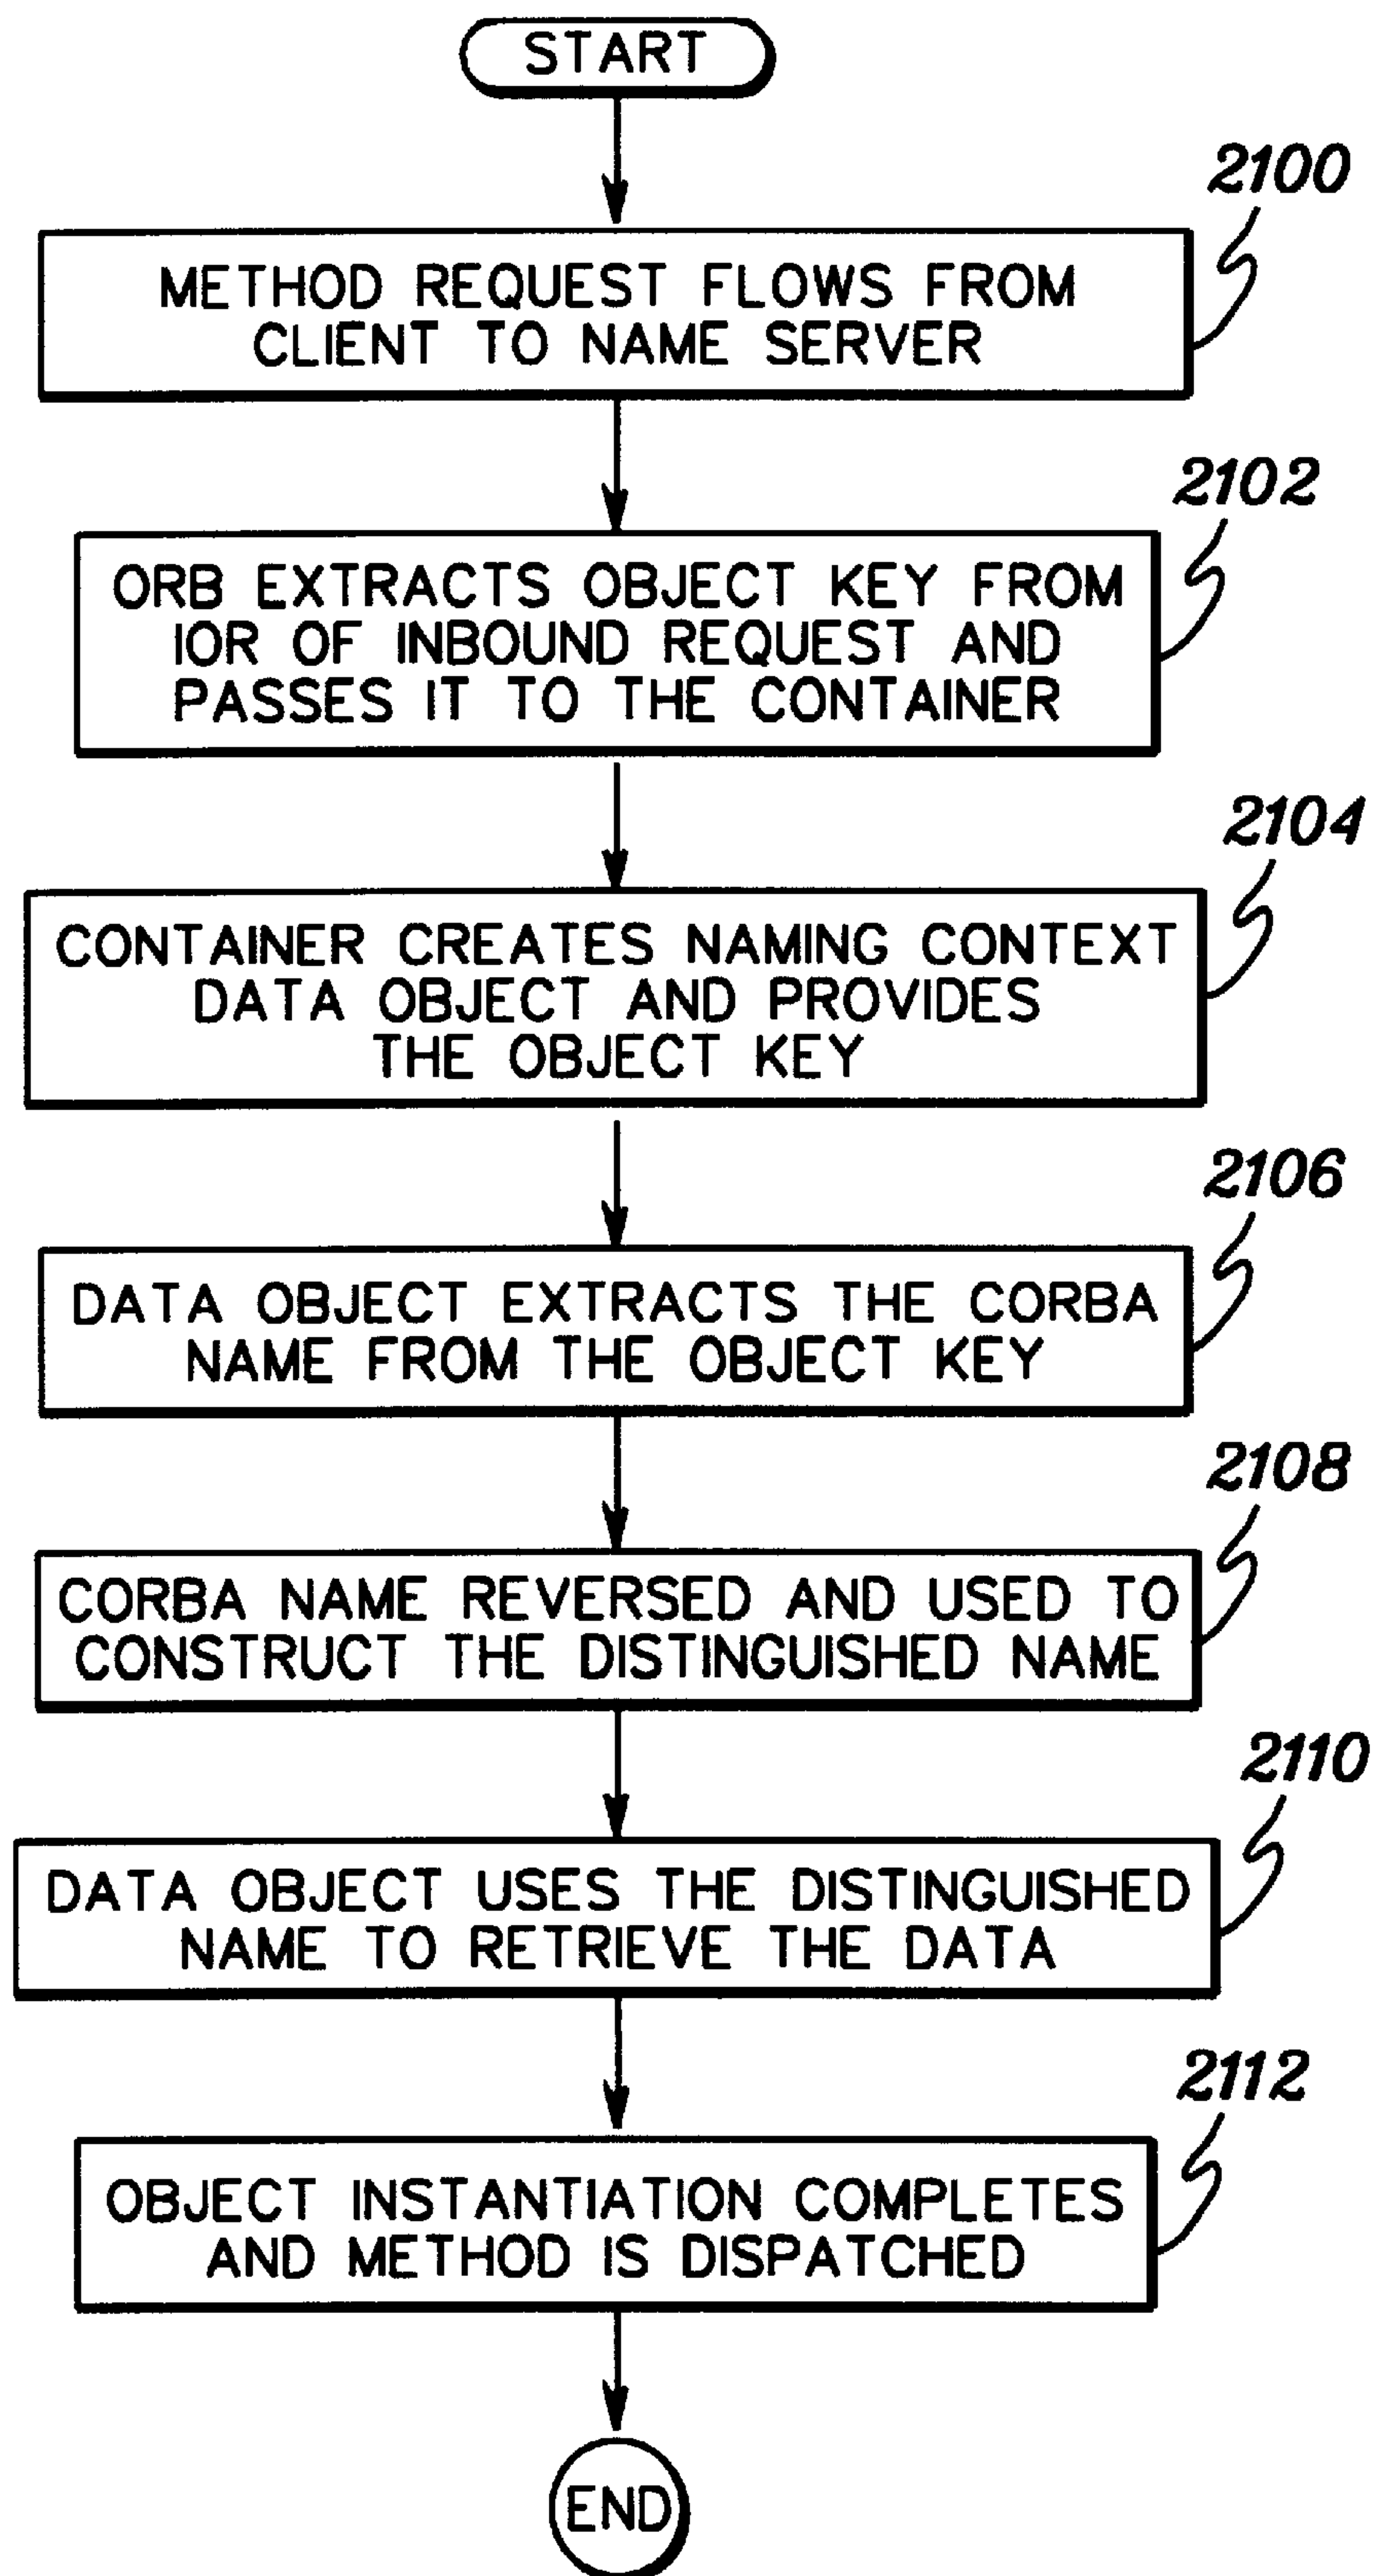 START
2100
METHOD REQUEST FLOWS FROM
CLIENT TO NAME SERVER
2102
ORB EXTRACTS OBJECT KEY FROM
IOR OF INBOUND REQUEST AND
PASSES IT TO THE CONTAINER
2104
CONTAINER CREATES NAMING CONTEXT
DATA OBJECT AND PROVIDES
THE OBJECT KEY
2106
DATA OBJECT EXTRACTS THE CORBA
NAME FROM THE OBJECT KEY
2108
CORBA NAME REVERSED AND USED TO
CONSTRUCT THE DISTINGUISHED NAME
2110
DATA OBJECT USES THE DISTINGUISHED
NAME TO RETRIEVE THE DATA
2112
OBJECT INSTANTIATION COMPLETES
AND METHOD IS DISPATCHED
END